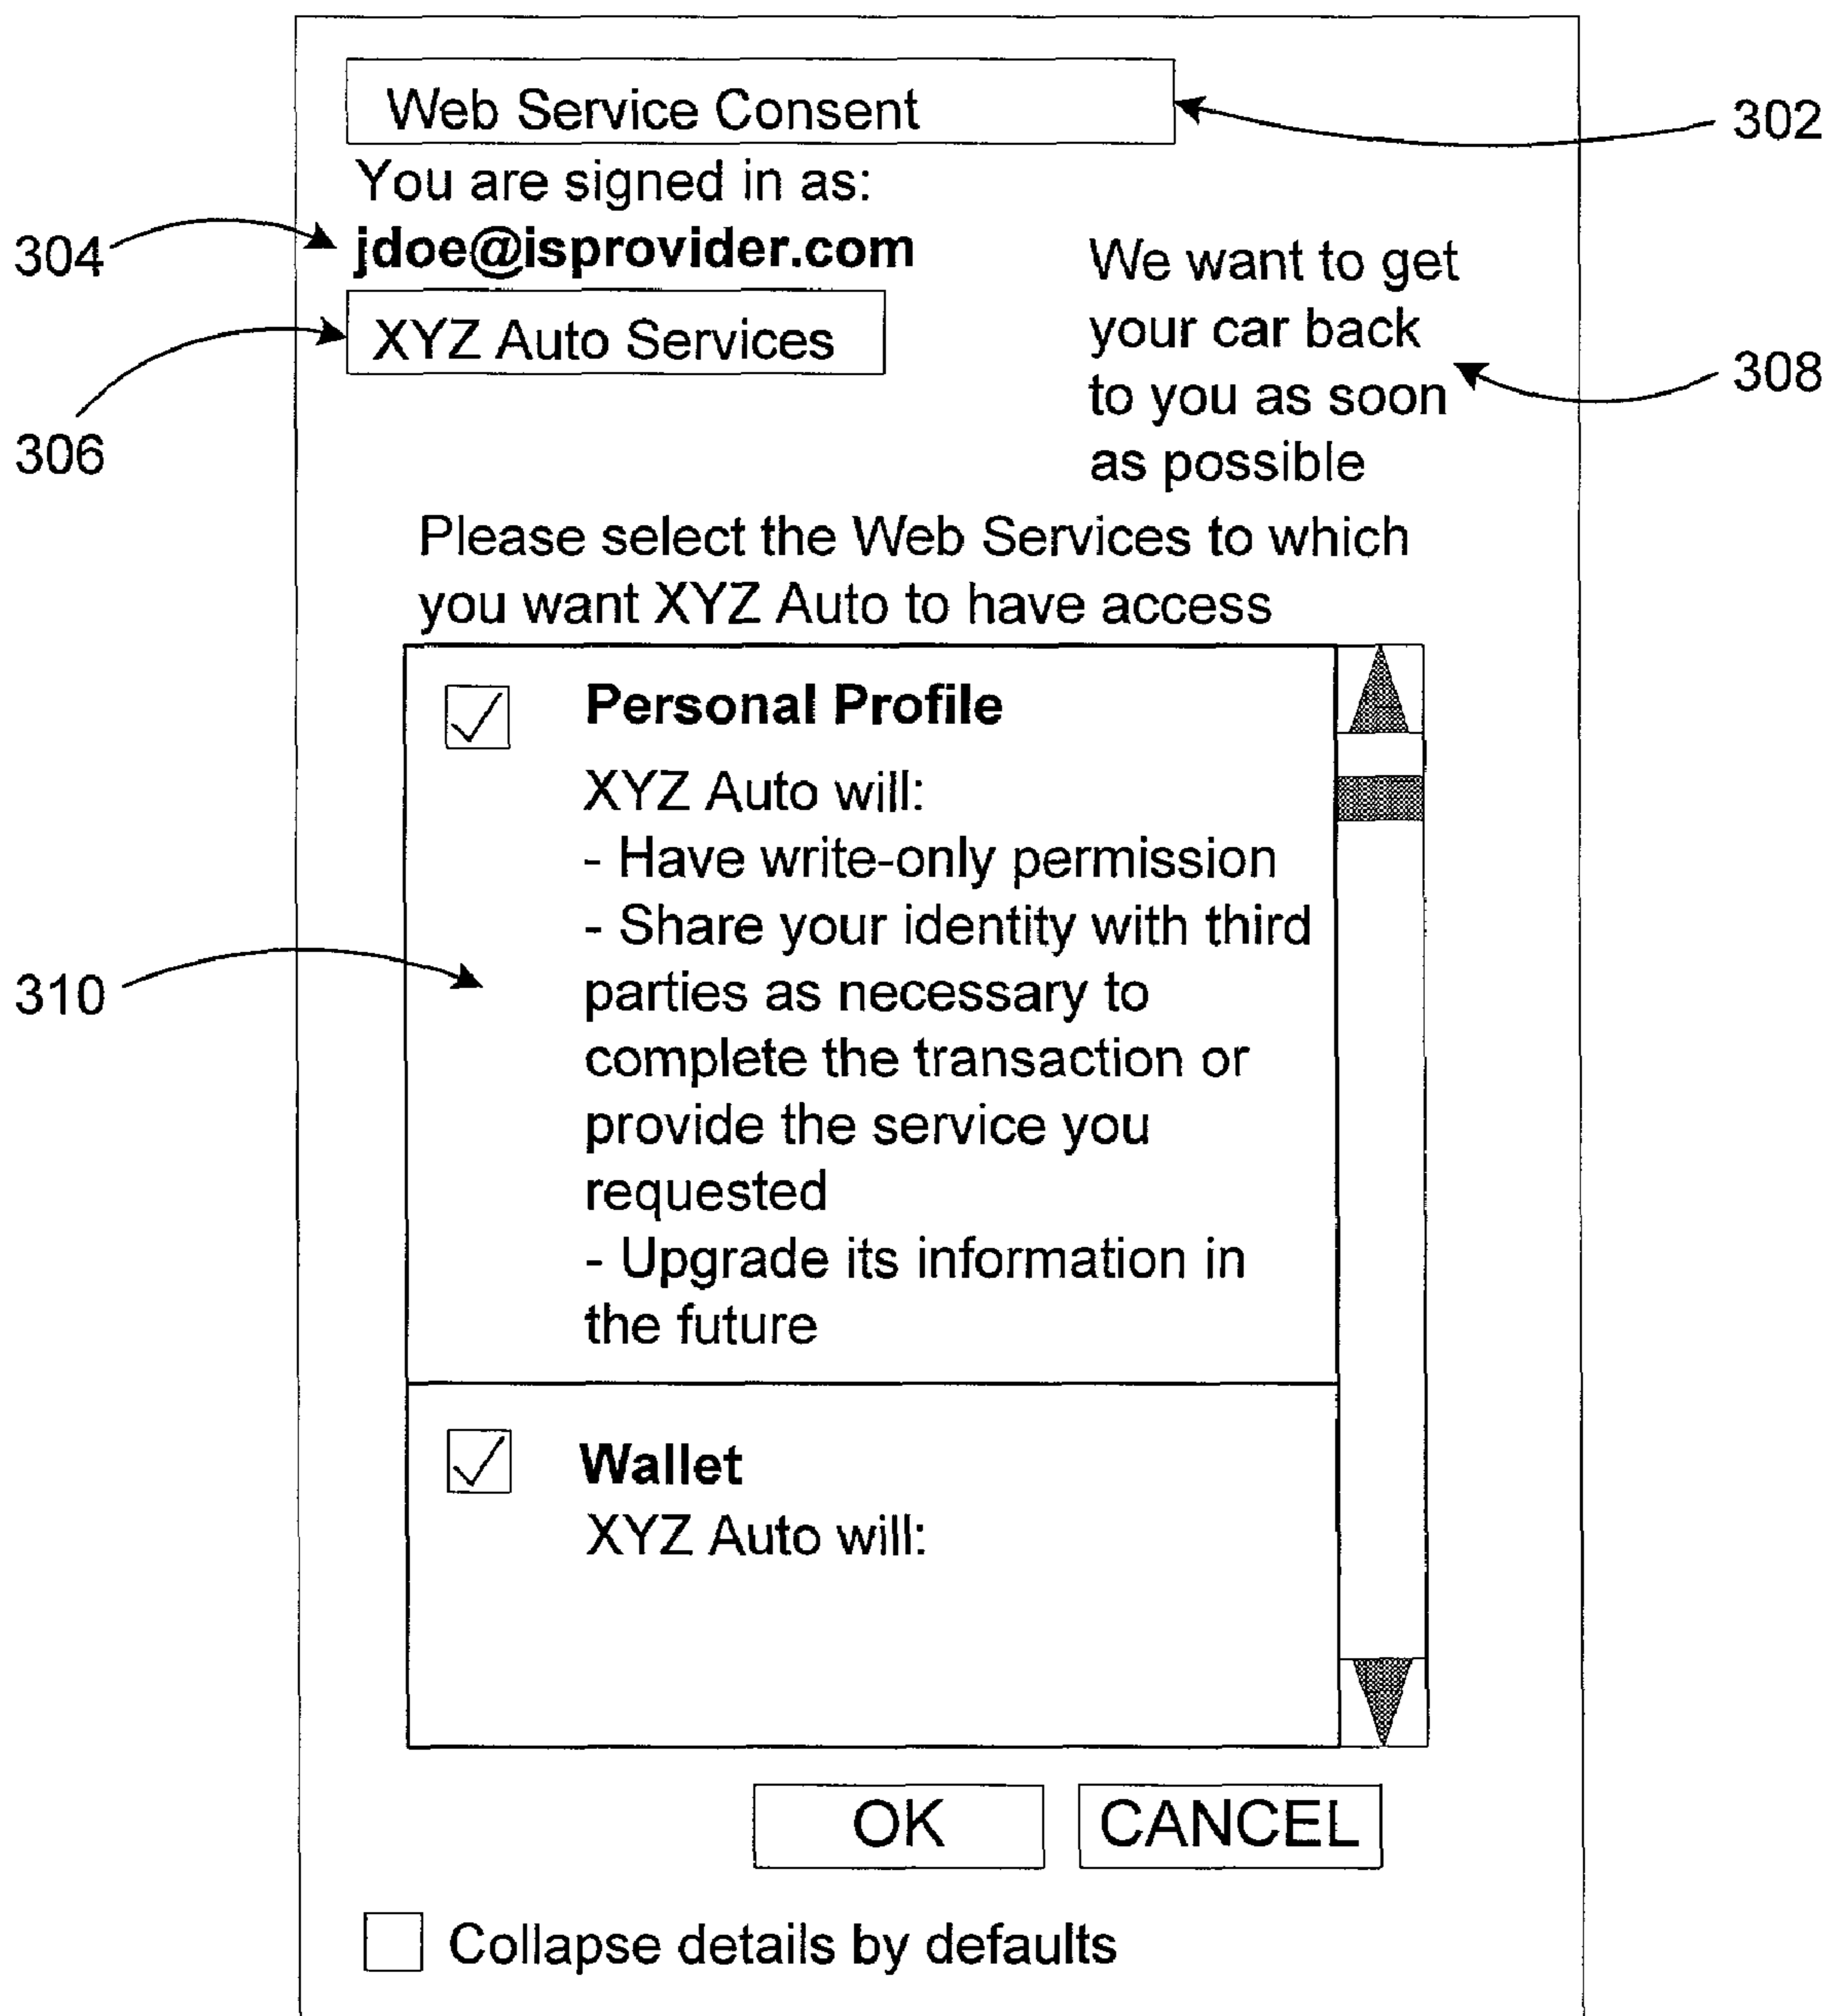 Web Service Consent
302
You are signed in as:
304
jdoe@isprovider.com
XYZ Auto Services
306
We want to get
your car back
to you as soon
as possible
308
Please select the Web Services to which
you want XYZ Auto to have access
Personal Profile
XYZ Auto will:
- Have write-only permission
- Share your identity with third
parties as necessary to
complete the transaction or
provide the service you
requested
- Upgrade its information in
the future
310
Wallet
XYZ Auto will:
OK
CANCEL
Collapse details by defaults